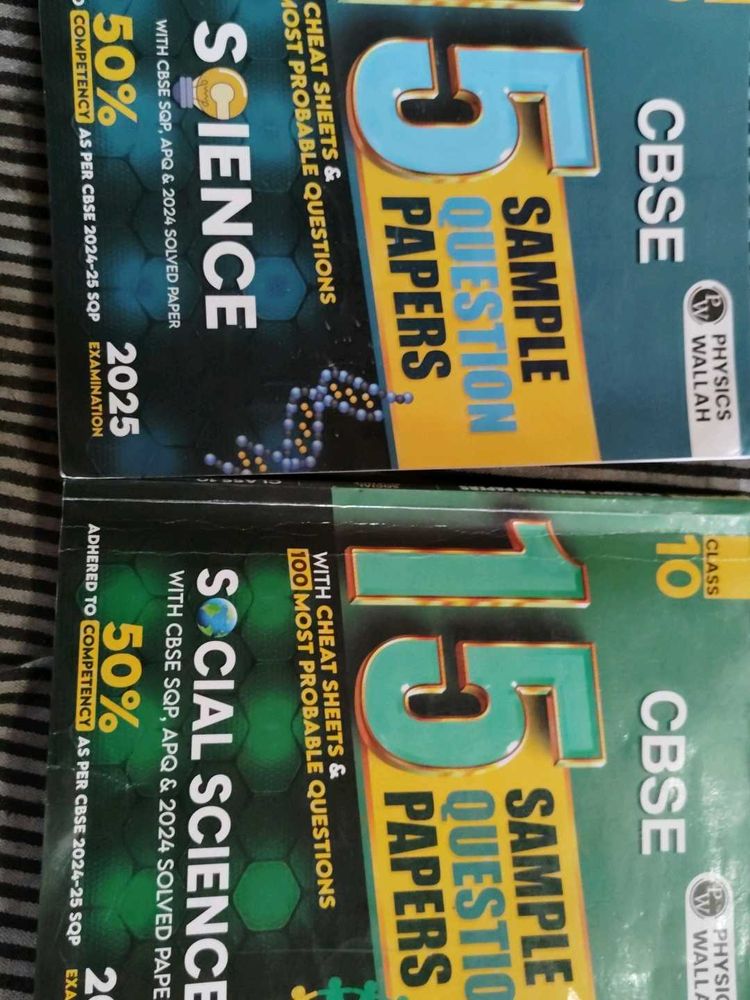 CBSE
PHYSICS
WALLAH
15
SAMPLE
QUESTION
PAPERS
CHEAT SHEETS &
MOST PROBABLE QUESTIONS
SCIENCE
WITH CBSE SQP, APQ & 2024 SOLVED PAPER
50%
COMPETENCY AS PER CBSE 2024-25 SQP
2025
EXAMINATION
CLASS
10
CBSE
15
SAMPLE
PAPERS
WITH CHEAT SHEETS &
100 MOST PROBABLE QUESTIONS
SOCIAL SCIENCE
WITH CBSE SQP, APQ & 2024 SOLVED PAPE
50%
ADHERED TO COMPETENCY AS PER CBSE 2024-25 SQP